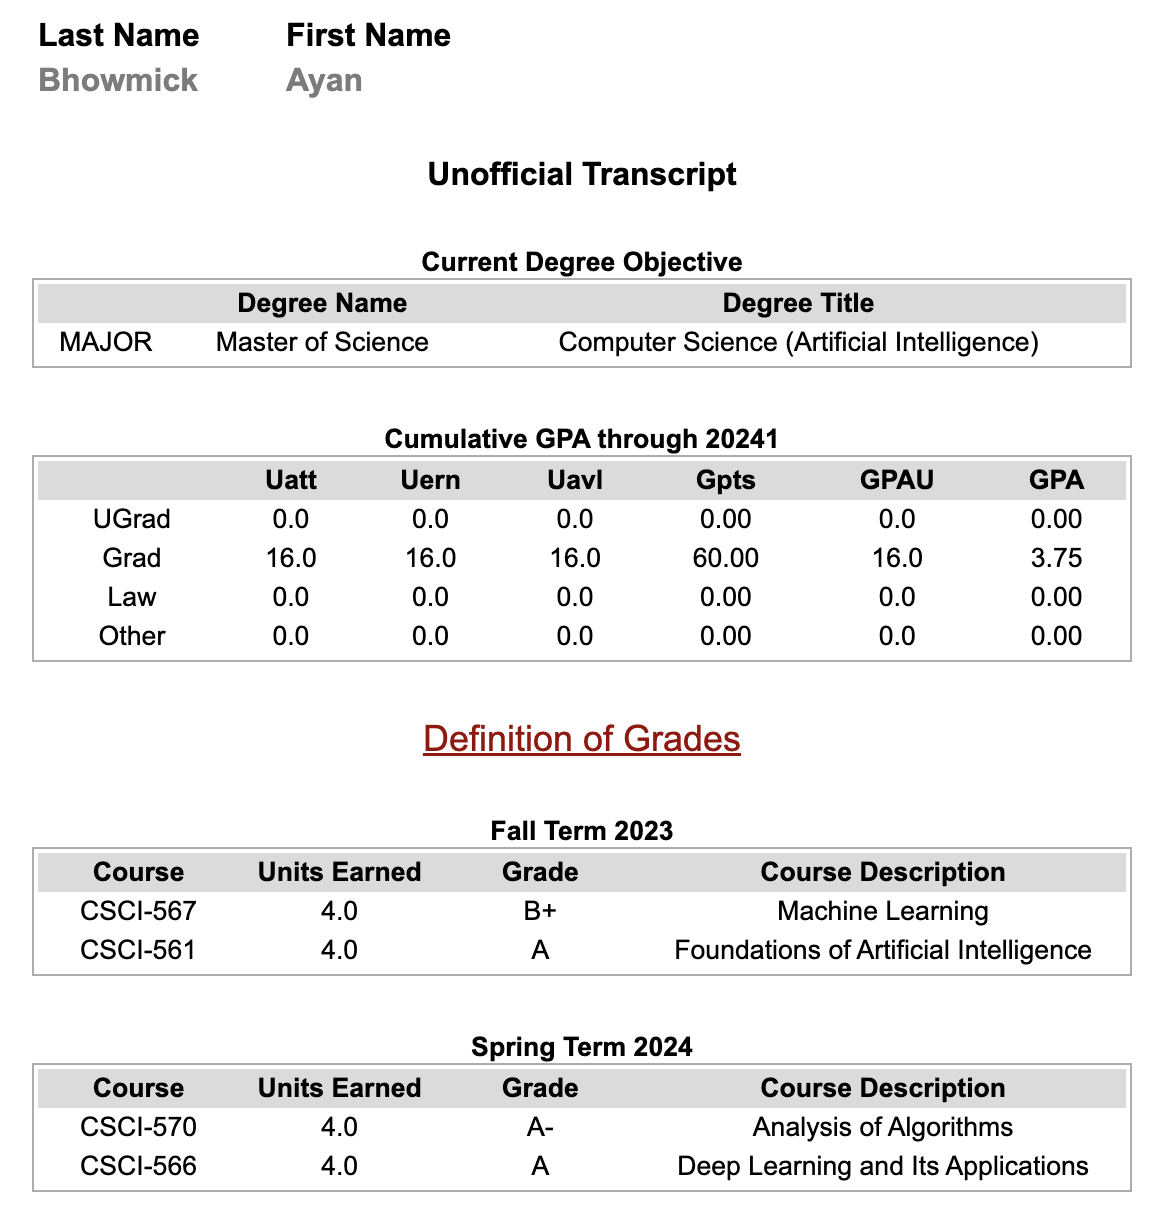 Last Name First Name
Bhowmick Ayan
Unofficial Transcript
Current Degree Objective
Degree Name Degree Title
MAJOR Master of Science Computer Science (Artificial Intelligence)
Cumulative GPA through 20241
Uatt Uern Uavl Gpts GPAU GPA
UGrad 0.0 0.0 0.0 0.00 0.0 0.00
Grad 16.0 16.0 16.0 60.00 16.0 3.75
Law 0.0 0.0 0.0 0.00 0.0 0.00
Other 0.0 0.0 0.0 0.00 0.0 0.00
Definition of Grades
Fall Term 2023
Course Units Earned Grade Course Description
CSCI-567 4.0 B+ Machine Learning
CSCI-561 4.0 A Foundations of Artificial Intelligence
Spring Term 2024
Course Units Earned Grade Course Description
CSCI-570 4.0 A- Analysis of Algorithms
CSCI-566 4.0 A Deep Learning and Its Applications